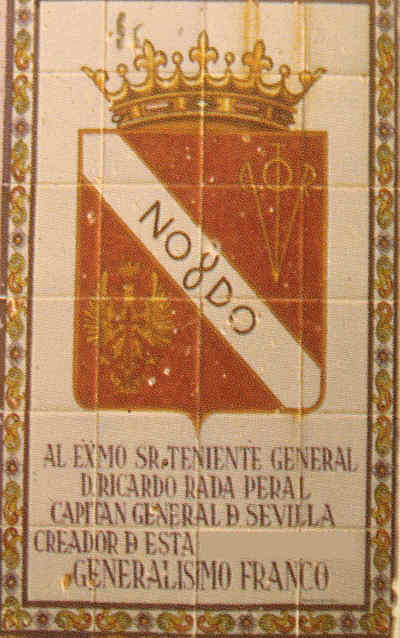 NO8DO
AL EXMO SR. TENIENTE GENERAL
D. RICARDO RADA PERAL
CAPITAN GENERAL D SEVILLA
CREADOR D ESTA
GENERALISIMO FRANCO